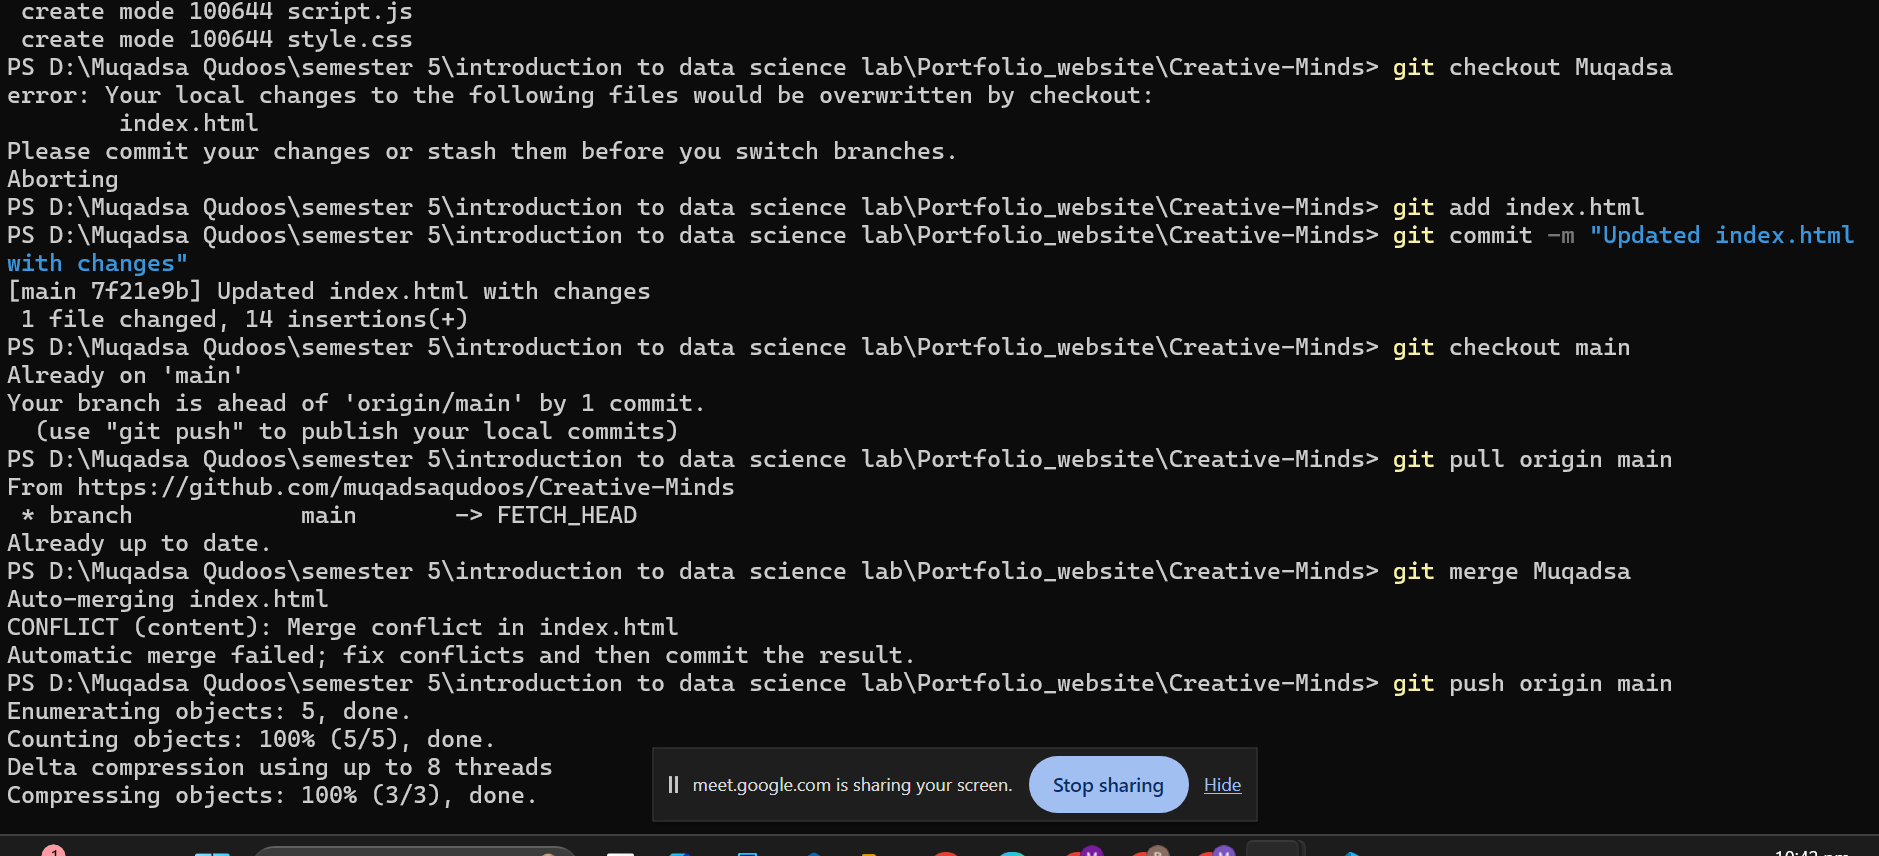 create mode 100644 script.js
create mode 100644 style.css
PS D:\Muqadsa Qudoos\semester 5\introduction to data science lab\Portfolio_website\Creative-Minds> git checkout Muqadsa
error: Your local changes to the following files would be overwritten by checkout:
index.html
Please commit your changes or stash them before you switch branches.
Aborting
PS D:\Muqadsa Qudoos\semester 5\introduction to data science lab\Portfolio_website\Creative-Minds> git add index.html
PS D:\Muqadsa Qudoos\semester 5\introduction to data science lab\Portfolio_website\Creative-Minds> git commit -m "Updated index.html
with changes"
[main 7f21e9b] Updated index.html with changes
1 file changed, 14 insertions(+)
PS D:\Muqadsa Qudoos\semester 5\introduction to data science lab\Portfolio_website\Creative-Minds> git checkout main
Already on 'main'
Your branch is ahead of 'origin/main' by 1 commit.
(use "git push" to publish your local commits)
PS D:\Muqadsa Qudoos\semester 5\introduction to data science lab\Portfolio_website\Creative-Minds> git pull origin main
From https://github.com/muqadsaqudoos/Creative-Minds
* branch main -> FETCH_HEAD
Already up to date.
PS D:\Muqadsa Qudoos\semester 5\introduction to data science lab\Portfolio_website\Creative-Minds> git merge Muqadsa
Auto-merging index.html
CONFLICT (content): Merge conflict in index.html
Automatic merge failed; fix conflicts and then commit the result.
PS D:\Muqadsa Qudoos\semester 5\introduction to data science lab\Portfolio_website\Creative-Minds> git push origin main
Enumerating objects: 5, done.
Counting objects: 100% (5/5), done.
Delta compression using up to 8 threads
Compressing objects: 100% (3/3), done.
meet.google.com is sharing your screen. Stop sharing Hide